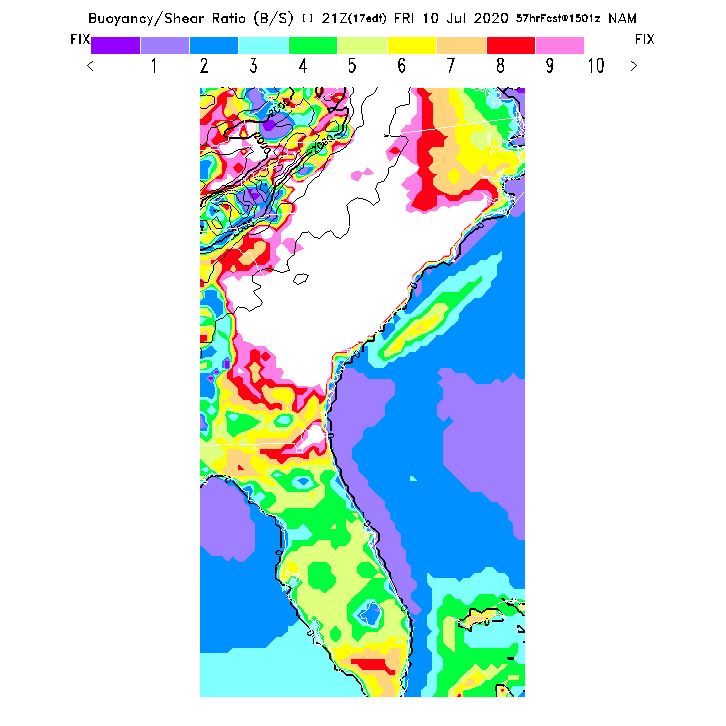 Buoyancy/Shear Ratio (B/S) [] 21Z(17edt) FRI 10 Jul 2020 57hrFcst@1501z NAM
FIX FIX
< 1 2 3 4 5 6 7 8 9 10 >